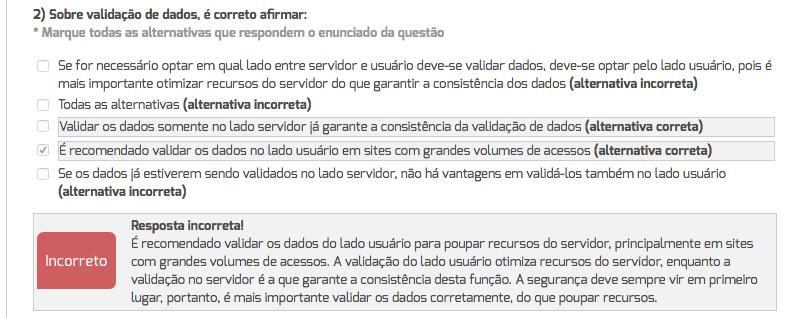 2) Sobre validação de dados, é correto afirmar:
* Marque todas as alternativas que respondem o enunciado da questão
Se for necessário optar em qual lado entre servidor e usuário deve-se validar dados, deve-se optar pelo lado usuário, pois é
mais importante otimizar recursos do servidor do que garantir a consistência dos dados (alternativa incorreta)
Todas as alternativas (alternativa incorreta)
Validar os dados somente no lado servidor já garante a consistência da validação de dados (alternativa correta)
É recomendado validar os dados no lado usuário em sites com grandes volumes de acessos (alternativa correta)
Se os dados já estiverem sendo validados no lado servidor, não há vantagens em validá-los também no lado usuário
(alternativa incorreta)
Resposta incorreta!
É recomendado validar os dados do lado usuário para poupar recursos do servidor, principalmente em sites
com grandes volumes de acessos. A validação do lado usuário otimiza recursos do servidor, enquanto a
validação no servidor é a que garante a consistência desta função. A segurança deve sempre vir em primeiro
lugar, portanto, é mais importante validar os dados corretamente, do que poupar recursos.
Incorreto